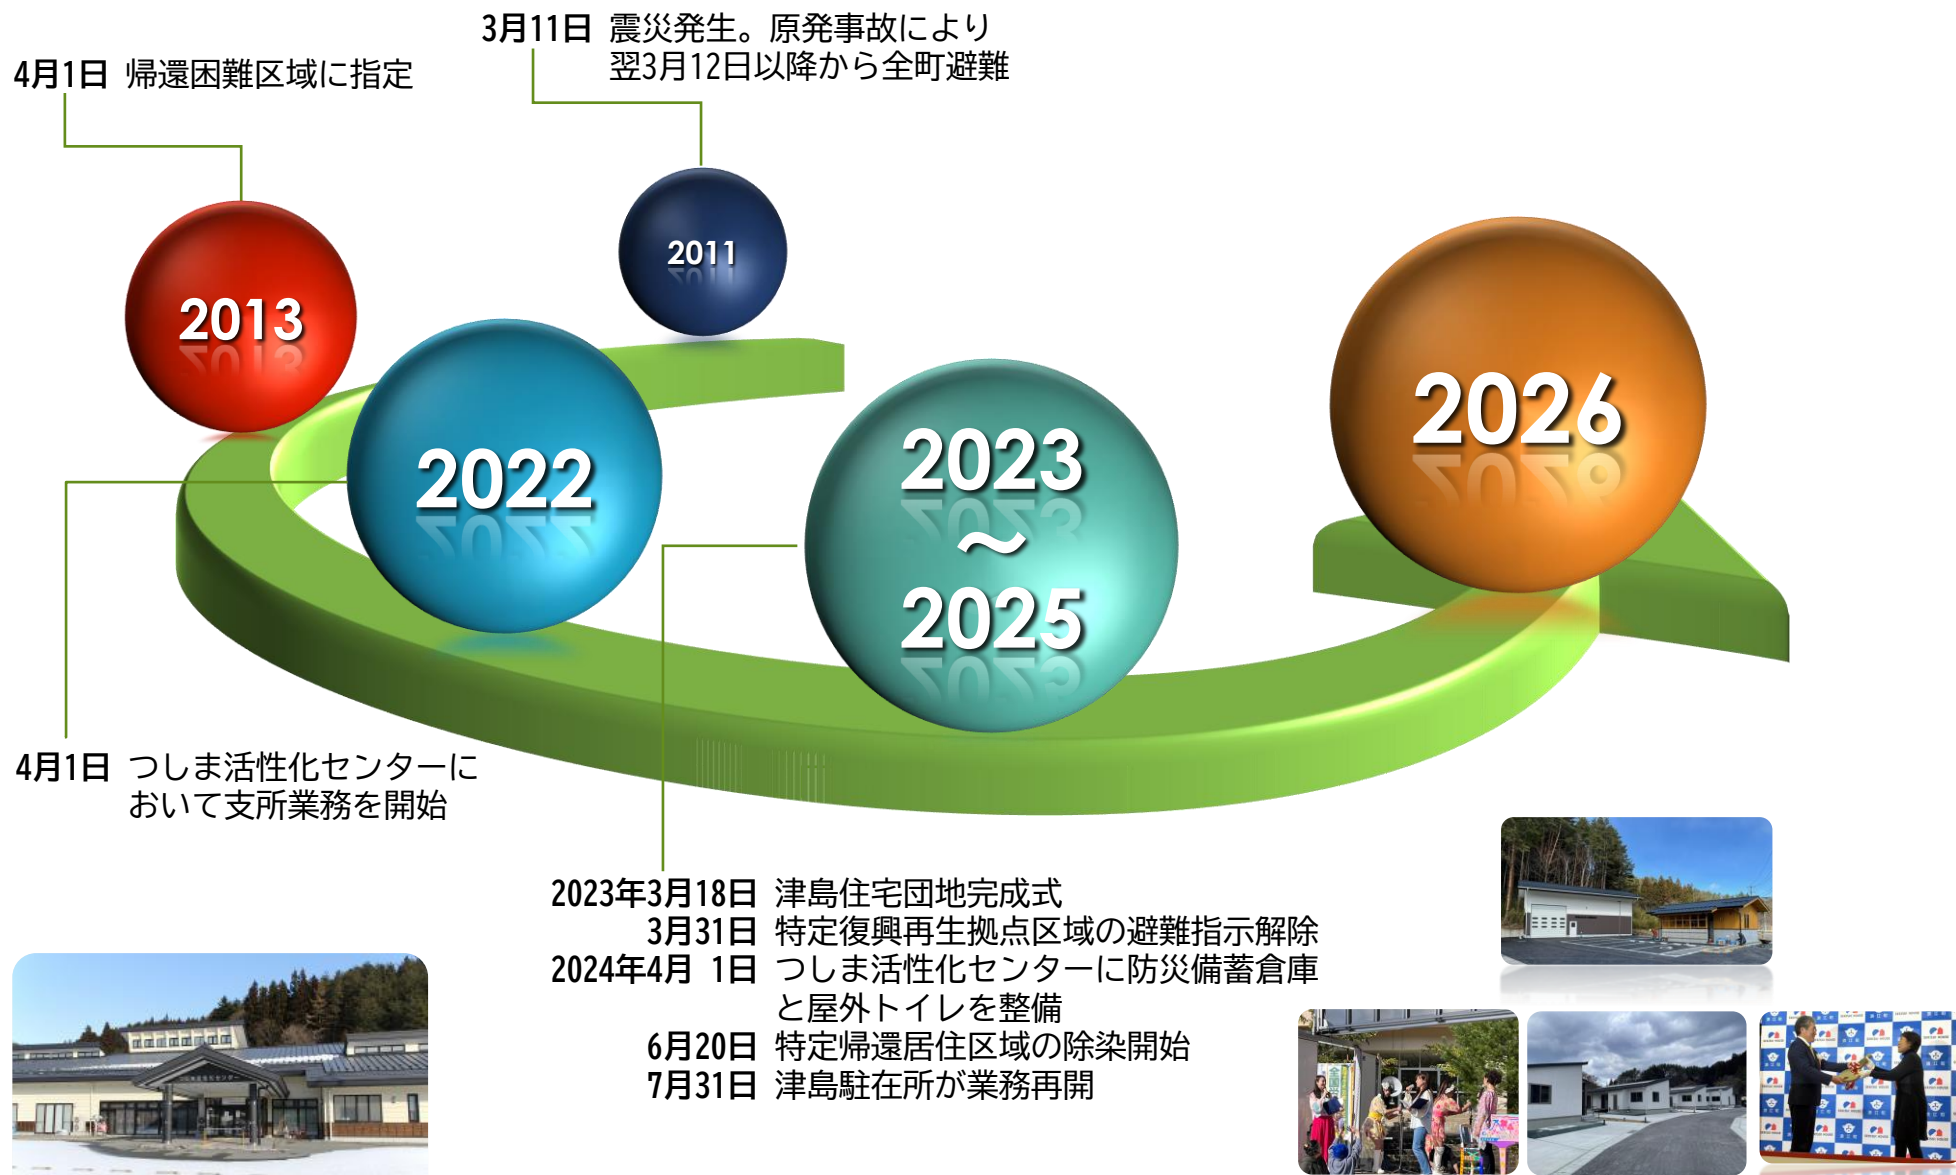 3月11日 震災発生。原発事故により
翌3月12日以降から全町避難
4月1日 帰還困難区域に指定
2011
2013
2022
2023
～
2025
2026
4月1日 つしま活性化センターに
おいて支所業務を開始
2023年3月18日 津島住宅団地完成式
3月31日 特定復興再生拠点区域の避難指示解除
2024年4月 1日 つしま活性化センターに防災備蓄倉庫
と屋外トイレを整備
6月20日 特定帰還居住区域の除染開始
7月31日 津島駐在所が業務再開